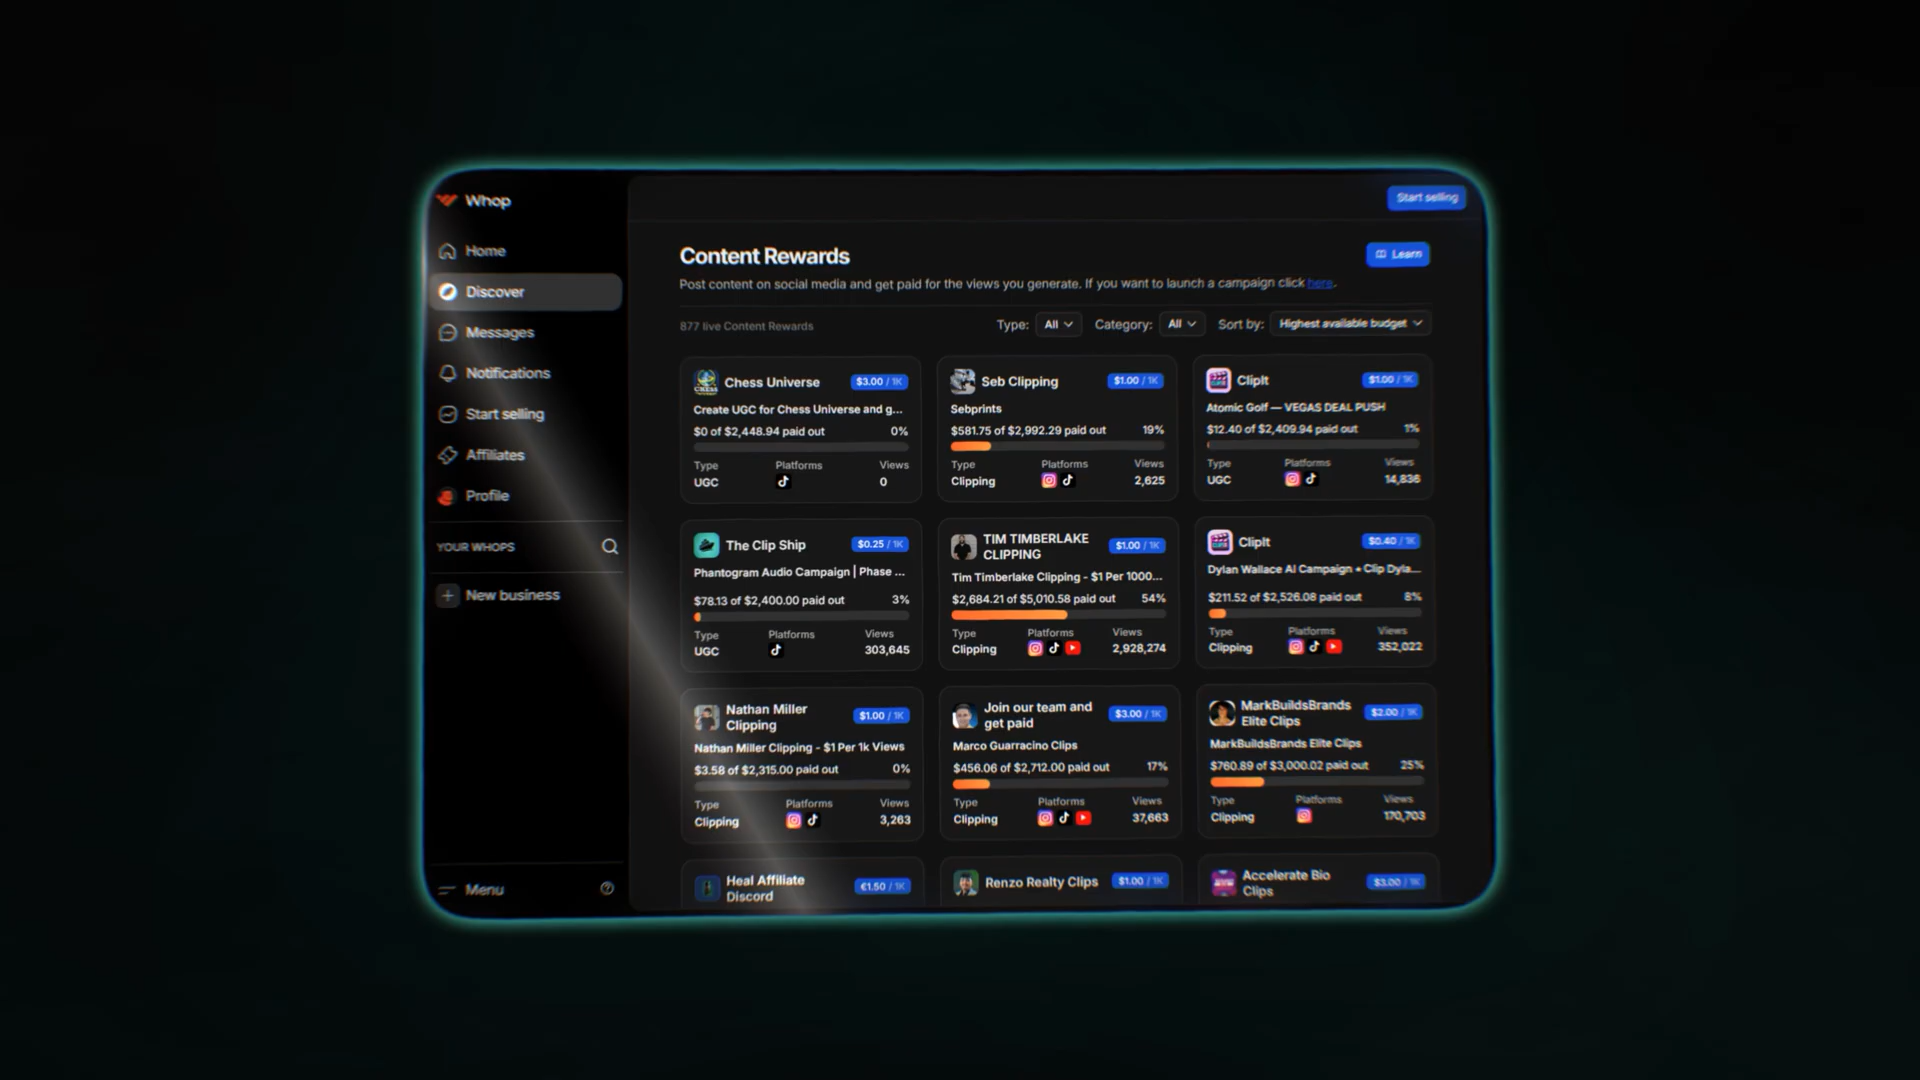 Whop
Home
Discover
Messages
Notifications
Start selling
Affiliates
Profile
YOUR WHOPS
New business
Menu
Start selling
Content Rewards
Learn
Post content on social media and get paid for the views you generate. If you want to launch a campaign click here.
877 live Content Rewards
Type: All Category: All Sort by: Highest available budget
Chess Universe $3.00 / 1K
Create UGC for Chess Universe and g...
$0 of $2,448.94 paid out 0%
Type Platforms Views
UGC 0
Seb Clipping $1.00 / 1K
Sebprints
$581.75 of $2,992.29 paid out 19%
Type Platforms Views
Clipping 2,625
ClipIt $1.00 / 1K
Atomic Golf — VEGAS DEAL PUSH
$12.40 of $2,409.94 paid out 1%
Type Platforms Views
UGC 14,836
The Clip Ship $0.25 / 1K
Phantogram Audio Campaign | Phase ...
$78.13 of $2,400.00 paid out 3%
Type Platforms Views
UGC 303,645
TIM TIMBERLAKE
CLIPPING
$1.00 / 1K
Tim Timberlake Clipping - $1 Per 1000...
$2,684.21 of $5,010.58 paid out 54%
Type Platforms Views
Clipping 2,928,274
ClipIt $0.40 / 1K
Dylan Wallace AI Campaign + Clip Dyla...
$211.52 of $2,526.08 paid out 8%
Type Platforms Views
Clipping 352,022
Nathan Miller
Clipping
$1.00 / 1K
Nathan Miller Clipping - $1 Per 1k Views
$3.58 of $2,315.00 paid out 0%
Type Platforms Views
Clipping 3,263
Join our team and
get paid
$3.00 / 1K
Marco Guarracino Clips
$456.06 of $2,712.00 paid out 17%
Type Platforms Views
Clipping 37,663
MarkBuildsBrands
Elite Clips
$2.00 / 1K
MarkBuildsBrands Elite Clips
$760.89 of $3,000.02 paid out 25%
Type Platforms Views
Clipping 170,703
Heal Affiliate
Discord
€1.50 / 1K
Renzo Realty Clips $1.00 / 1K
Accelerate Bio
Clips
$3.00 / 1K